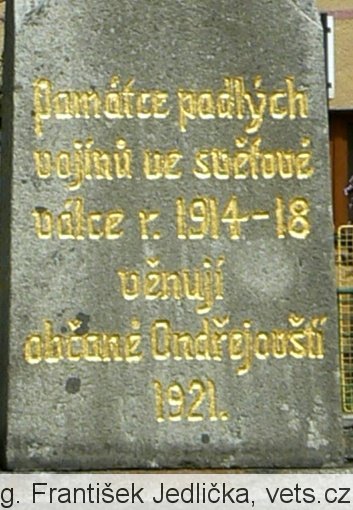 Památce padlých
vojínů ve světové
válce r. 1914-18
věnují
občané Ondřejovští
1921.
g. František Jedlička, vets.cz